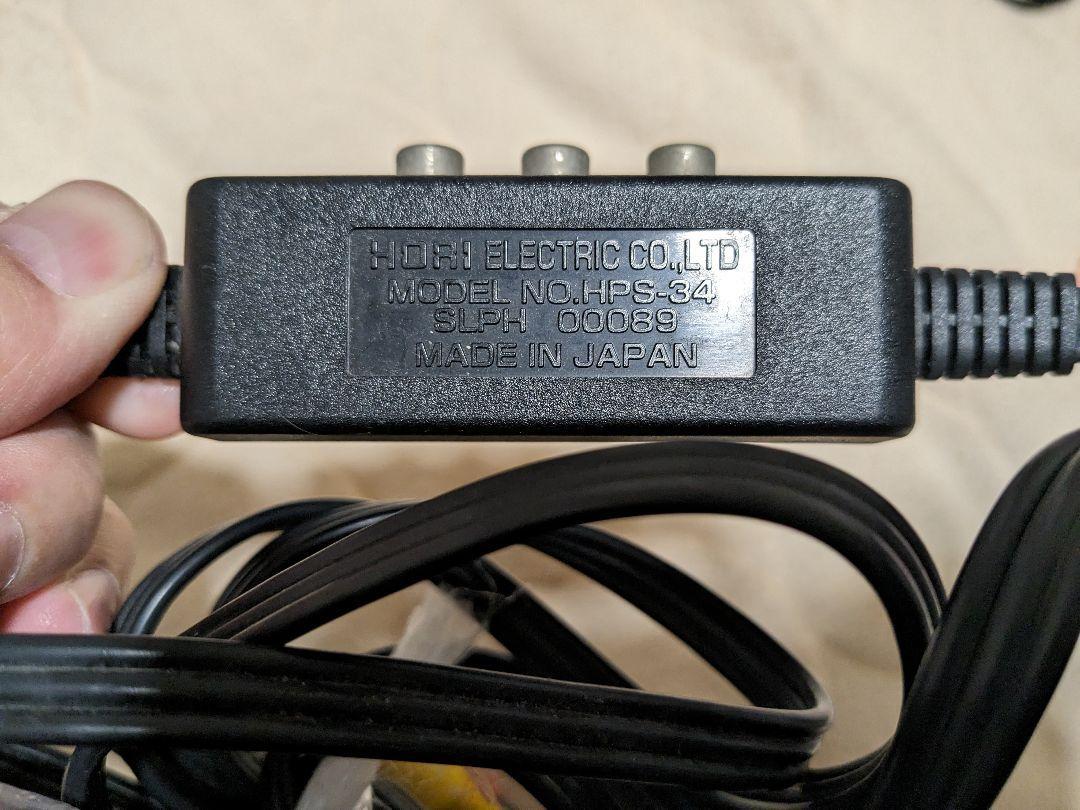 HORI ELECTRIC CO.,LTD
MODEL NO.HPS-34
SLPH 00089
MADE IN JAPAN